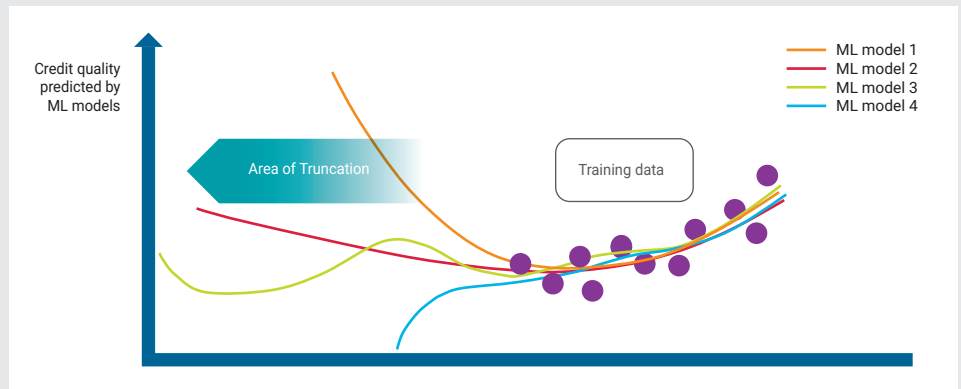 Credit quality
predicted by
ML models
ML model 1
ML model 2
ML model 3
ML model 4
Area of Truncation
Training data